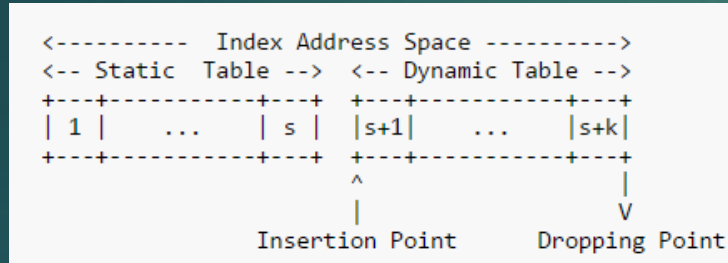 <----------  Index Address Space ---------->
<-- Static  Table -->  <-- Dynamic Table -->
+---+-----------+---+  +---+-----------+---+
| 1 |    ...    | s |  |s+1|    ...    |s+k|
+---+-----------+---+  +---+-----------+---+
                       ^                   |
                       |                   V
                Insertion Point      Dropping Point